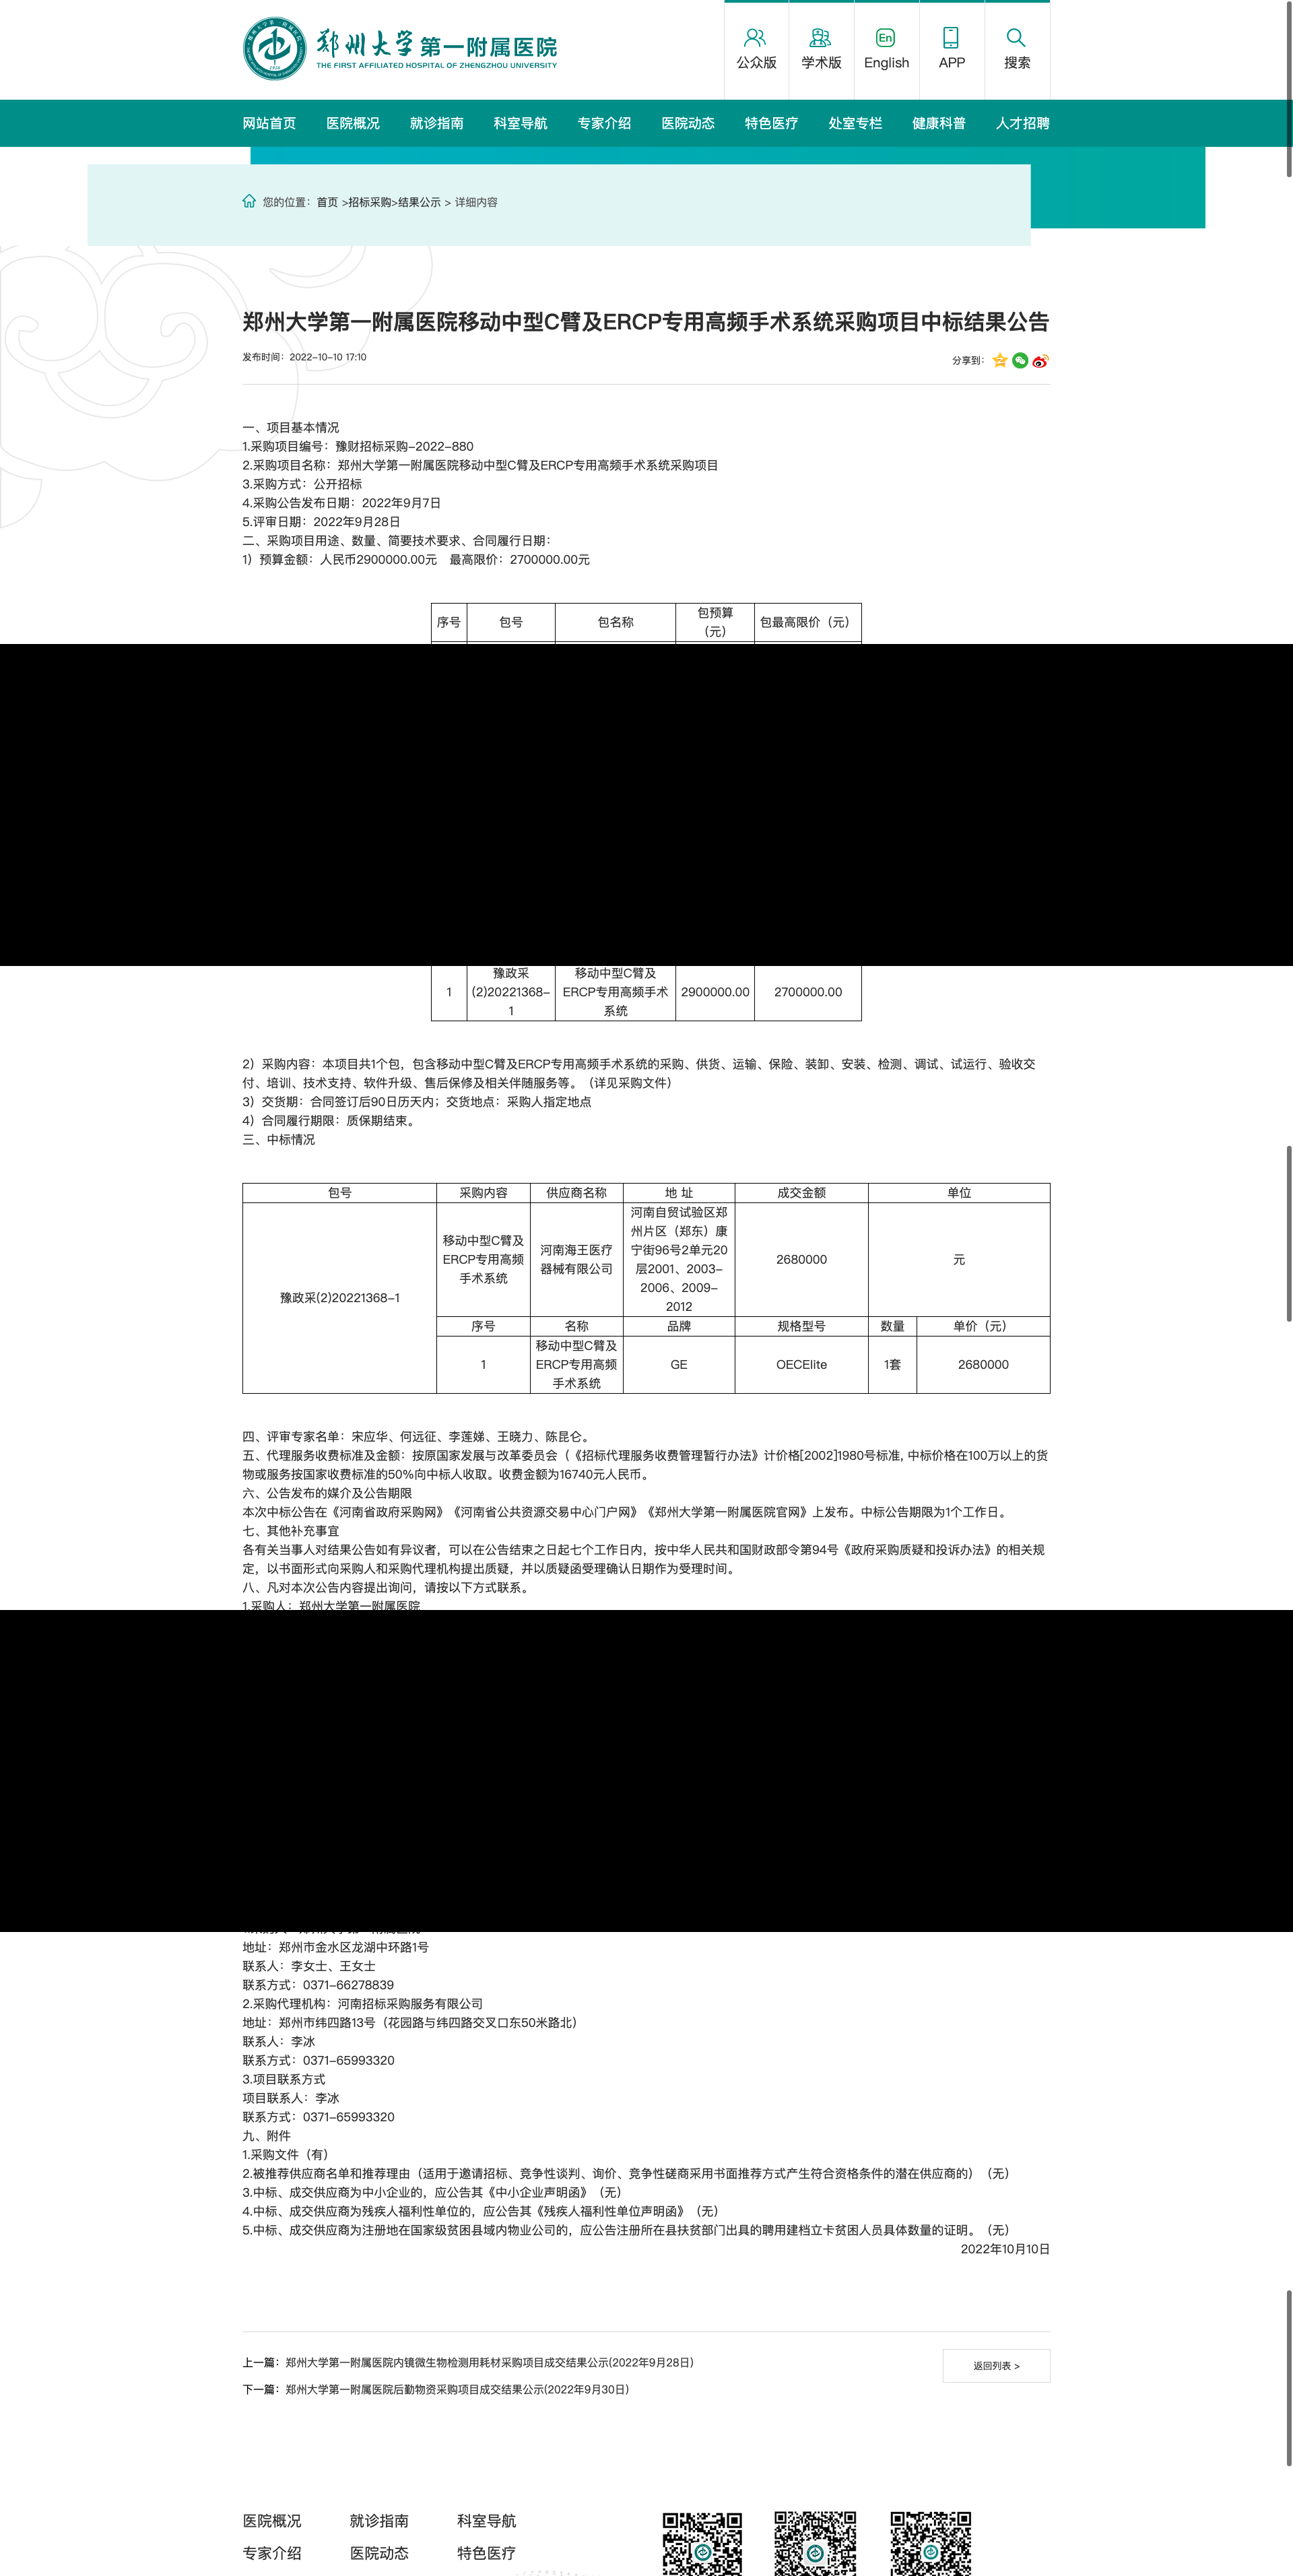 郑州大学第一附属医院
THE FIRST AFFILIATED HOSPITAL OF ZHENGZHOU UNIVERSITY
公众版 学术版 English APP 搜索
网站首页 医院概况 就诊指南 科室导航 专家介绍 医院动态 特色医疗 处室专栏 健康科普 人才招聘
您的位置：首页 >招标采购>结果公示 > 详细内容
郑州大学第一附属医院移动中型C臂及ERCP专用高频手术系统采购项目中标结果公告
发布时间：2022-10-10 17:10
分享到：
一、项目基本情况
1.采购项目编号：豫财招标采购-2022-880
2.采购项目名称：郑州大学第一附属医院移动中型C臂及ERCP专用高频手术系统采购项目
3.采购方式：公开招标
4.采购公告发布日期：2022年9月7日
5.评审日期：2022年9月28日
二、采购项目用途、数量、简要技术要求、合同履行日期：
1）预算金额：人民币2900000.00元 最高限价：2700000.00元
序号 包号 包名称 包预算（元） 包最高限价（元）
1 豫政采(2)20221368-1 移动中型C臂及ERCP专用高频手术系统 2900000.00 2700000.00
2）采购内容：本项目共1个包，包含移动中型C臂及ERCP专用高频手术系统的采购、供货、运输、保险、装卸、安装、检测、调试、试运行、验收交
付、培训、技术支持、软件升级、售后保修及相关伴随服务等。（详见采购文件）
3）交货期：合同签订后90日历天内；交货地点：采购人指定地点
4）合同履行期限：质保期结束。
三、中标情况
包号 采购内容 供应商名称 地 址 成交金额 单位
豫政采(2)20221368-1 移动中型C臂及ERCP专用高频手术系统 河南海王医疗器械有限公司 河南自贸试验区郑州片区（郑东）康宁街96号2单元20层2001、2003-2006、2009-2012 2680000 元
序号 名称 品牌 规格型号 数量 单价（元）
1 移动中型C臂及ERCP专用高频手术系统 GE OECElite 1套 2680000
四、评审专家名单：宋应华、何远征、李莲娣、王晓力、陈昆仑。
五、代理服务收费标准及金额：按原国家发展与改革委员会（《招标代理服务收费管理暂行办法》计价格[2002]1980号标准, 中标价格在100万以上的货
物或服务按国家收费标准的50%向中标人收取。收费金额为16740元人民币。
六、公告发布的媒介及公告期限
本次中标公告在《河南省政府采购网》《河南省公共资源交易中心门户网》《郑州大学第一附属医院官网》上发布。中标公告期限为1个工作日。
七、其他补充事宜
各有关当事人对结果公告如有异议者，可以在公告结束之日起七个工作日内，按中华人民共和国财政部令第94号《政府采购质疑和投诉办法》的相关规
定，以书面形式向采购人和采购代理机构提出质疑，并以质疑函受理确认日期作为受理时间。
八、凡对本次公告内容提出询问，请按以下方式联系。
1.采购人：郑州大学第一附属医院
地址：郑州市金水区龙湖中环路1号
联系人：李女士、王女士
联系方式：0371-66278839
2.采购代理机构：河南招标采购服务有限公司
地址：郑州市纬四路13号（花园路与纬四路交叉口东50米路北）
联系人：李冰
联系方式：0371-65993320
3.项目联系方式
项目联系人：李冰
联系方式：0371-65993320
九、附件
1.采购文件（有）
2.被推荐供应商名单和推荐理由（适用于邀请招标、竞争性谈判、询价、竞争性磋商采用书面推荐方式产生符合资格条件的潜在供应商的）（无）
3.中标、成交供应商为中小企业的，应公告其《中小企业声明函》（无）
4.中标、成交供应商为残疾人福利性单位的，应公告其《残疾人福利性单位声明函》（无）
5.中标、成交供应商为注册地在国家级贫困县域内物业公司的，应公告注册所在县扶贫部门出具的聘用建档立卡贫困人员具体数量的证明。（无）
2022年10月10日
上一篇：郑州大学第一附属医院内镜微生物检测用耗材采购项目成交结果公示(2022年9月28日)
返回列表 >
下一篇：郑州大学第一附属医院后勤物资采购项目成交结果公示(2022年9月30日)
医院概况 就诊指南 科室导航
专家介绍 医院动态 特色医疗